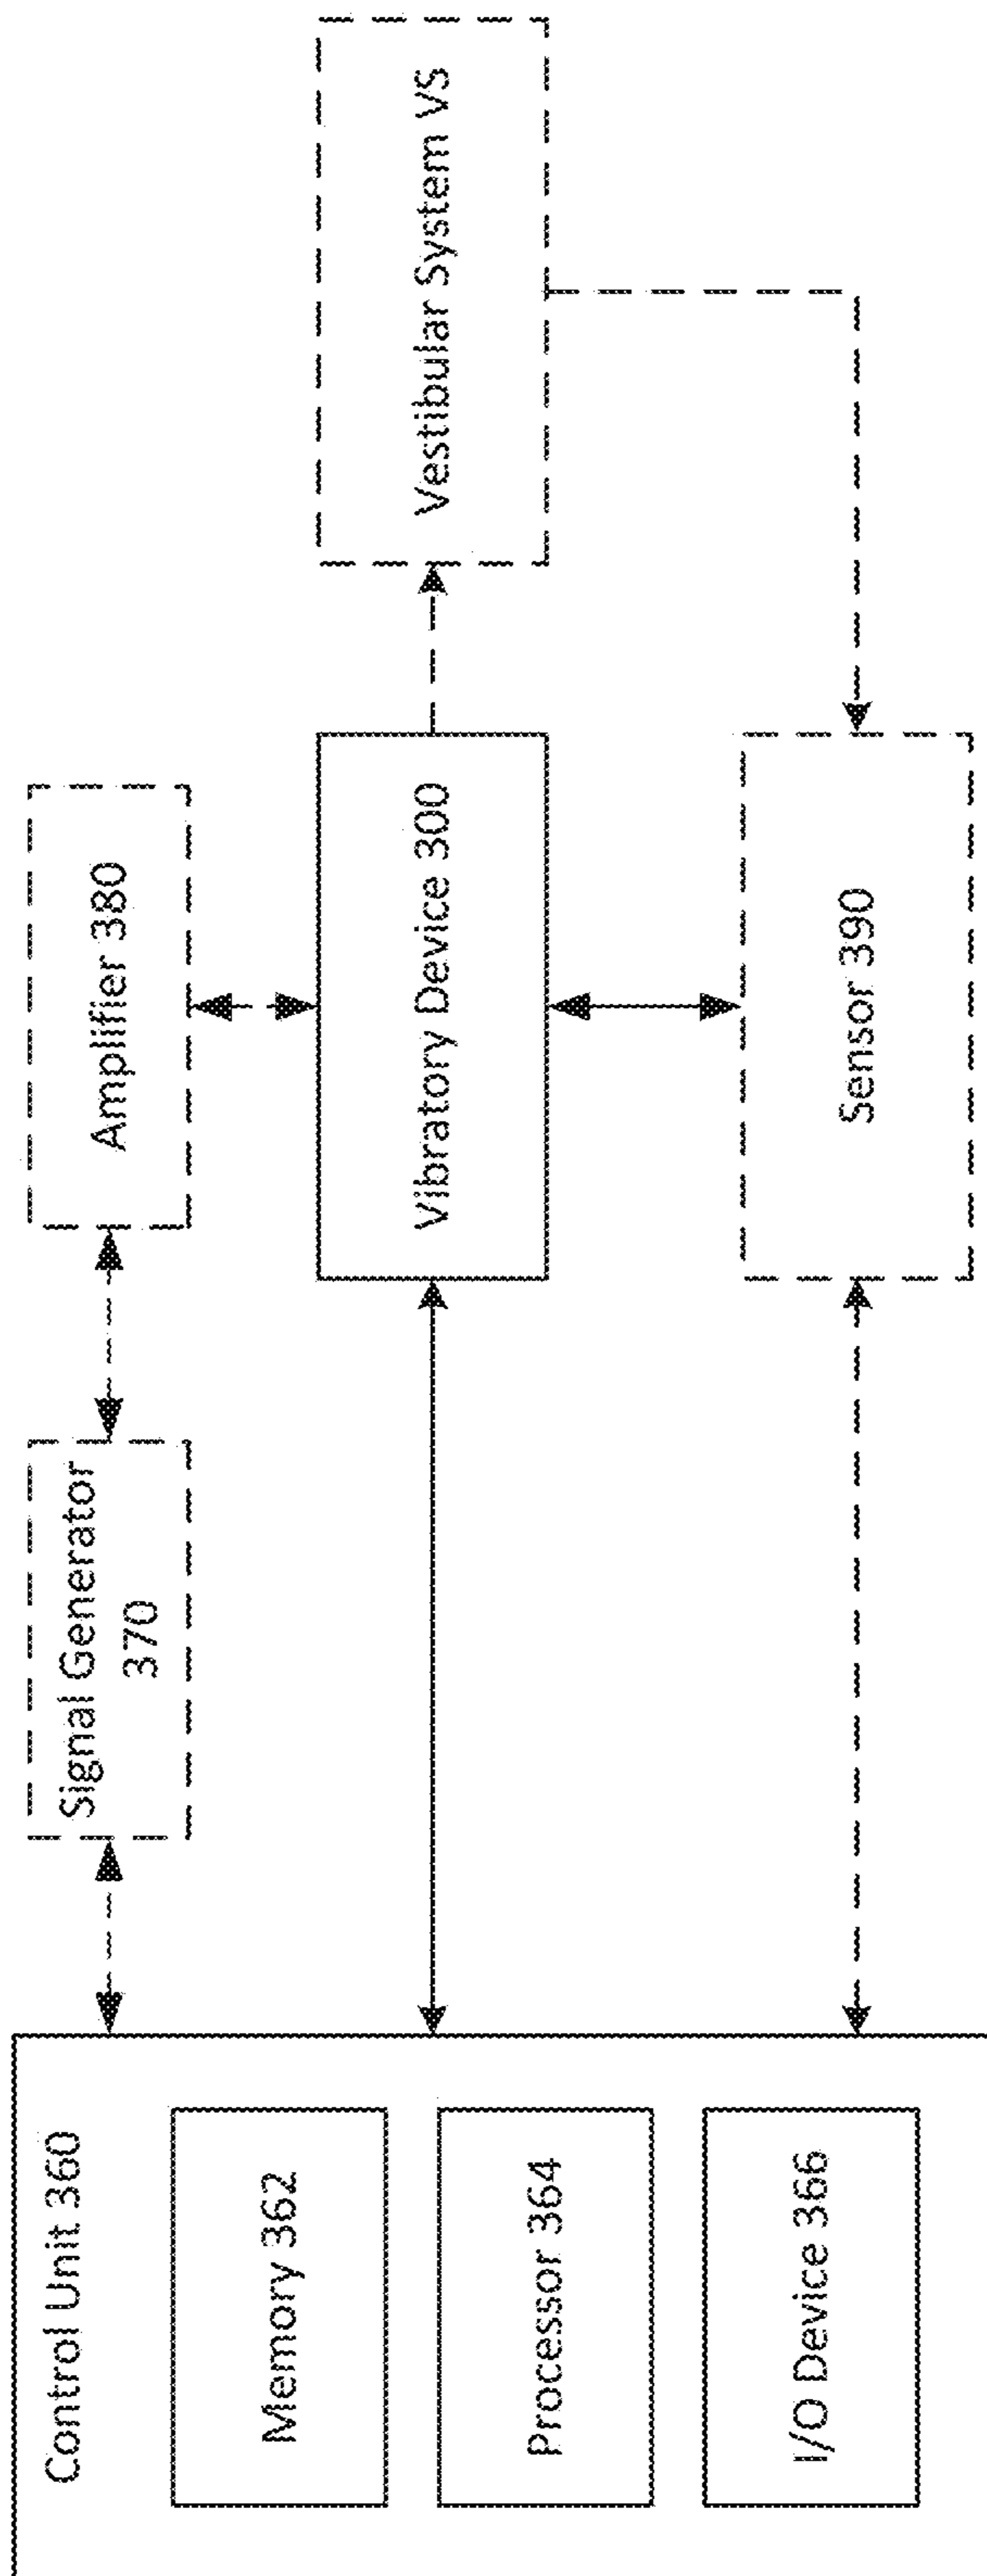 Control Unit 360
Memory 362
Processor 364
I/O Device 366
Signal Generator
370
Amplifier 380
Vibratory Device 300
Sensor 390
Vestibular System VS